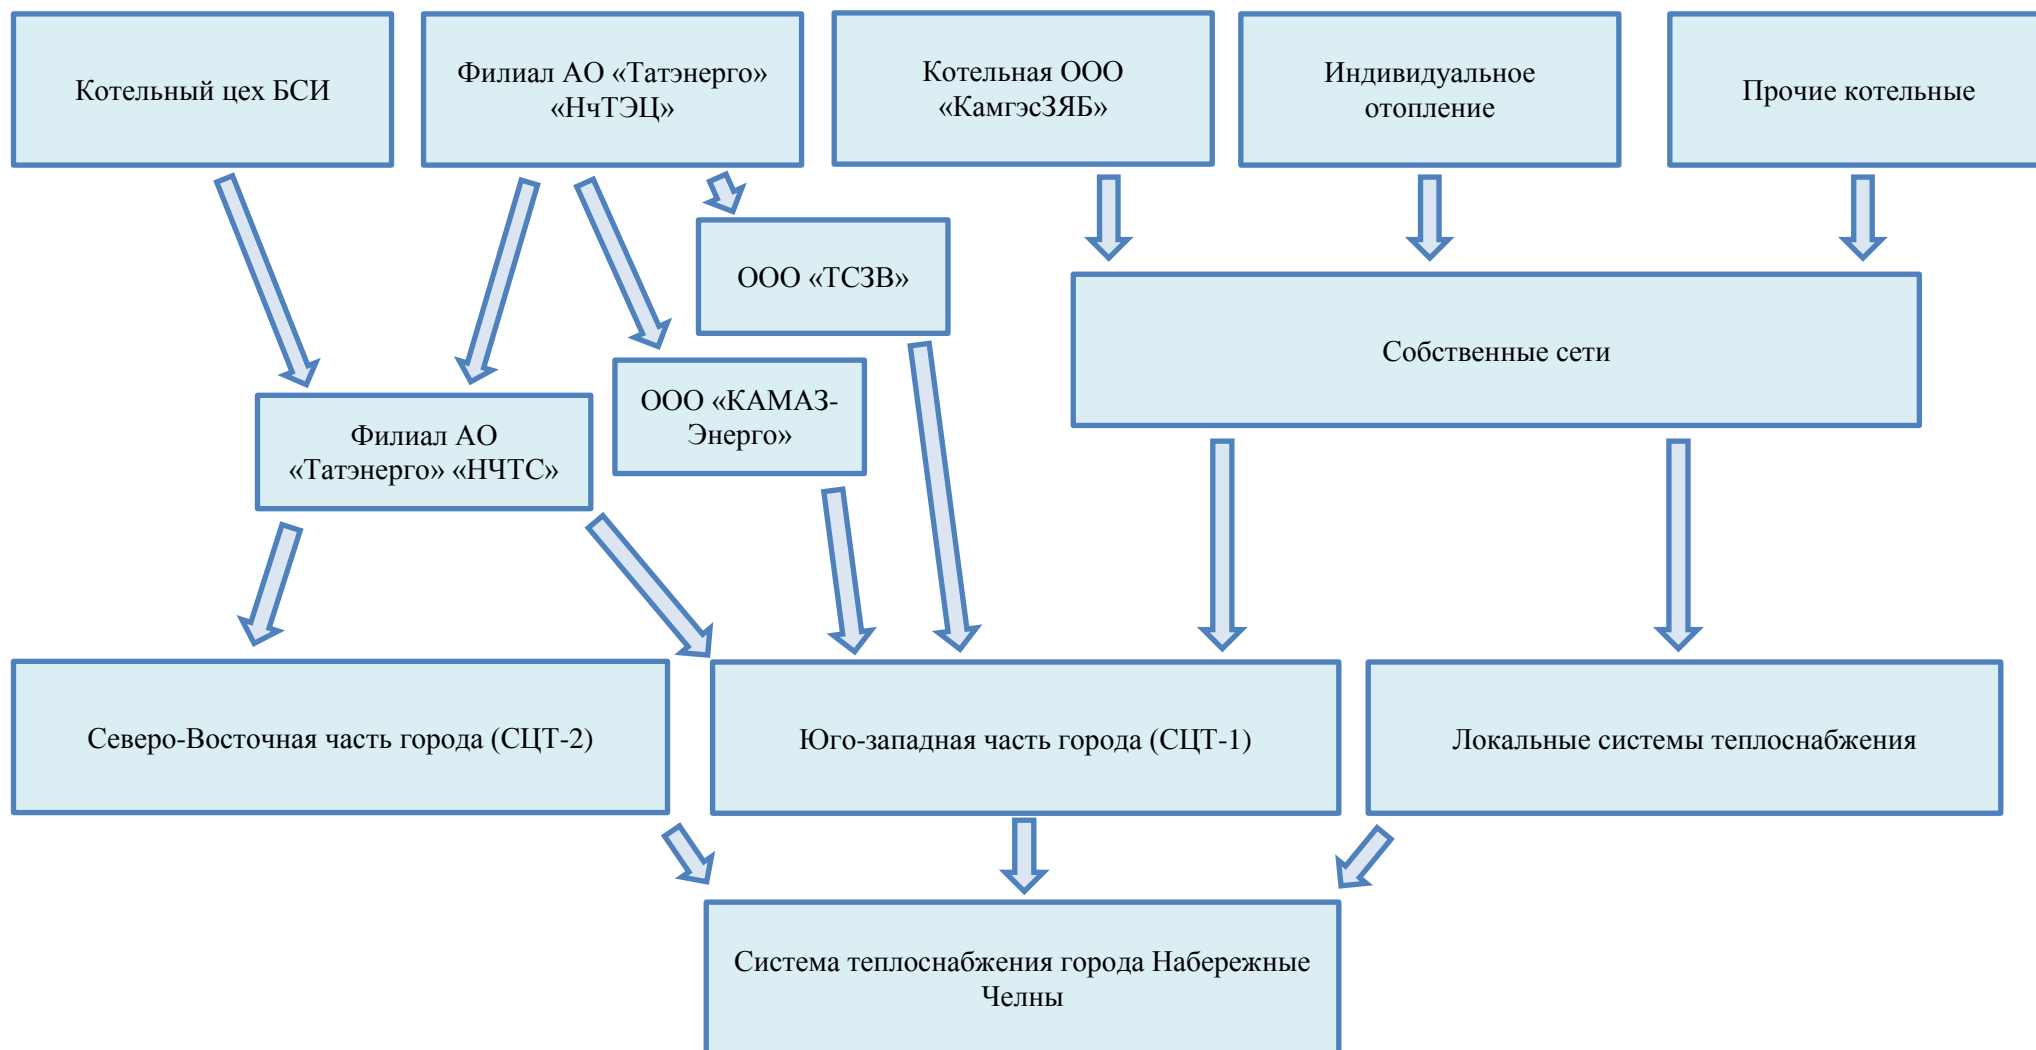 Котельный цех БСИ
Филиал АО «Татэнерго»
«НчТЭЦ»
Котельная ООО
«КамгэсЗЯБ»
Индивидуальное
отопление
Прочие котельные
ООО «ТСЗВ»
Собственные сети
ООО «КАМАЗ-
Энерго»
Филиал АО
«Татэнерго» «НЧТС»
Северо-Восточная часть города (СЦТ-2)
Юго-западная часть города (СЦТ-1)
Локальные системы теплоснабжения
Система теплоснабжения города Набережные
Челны